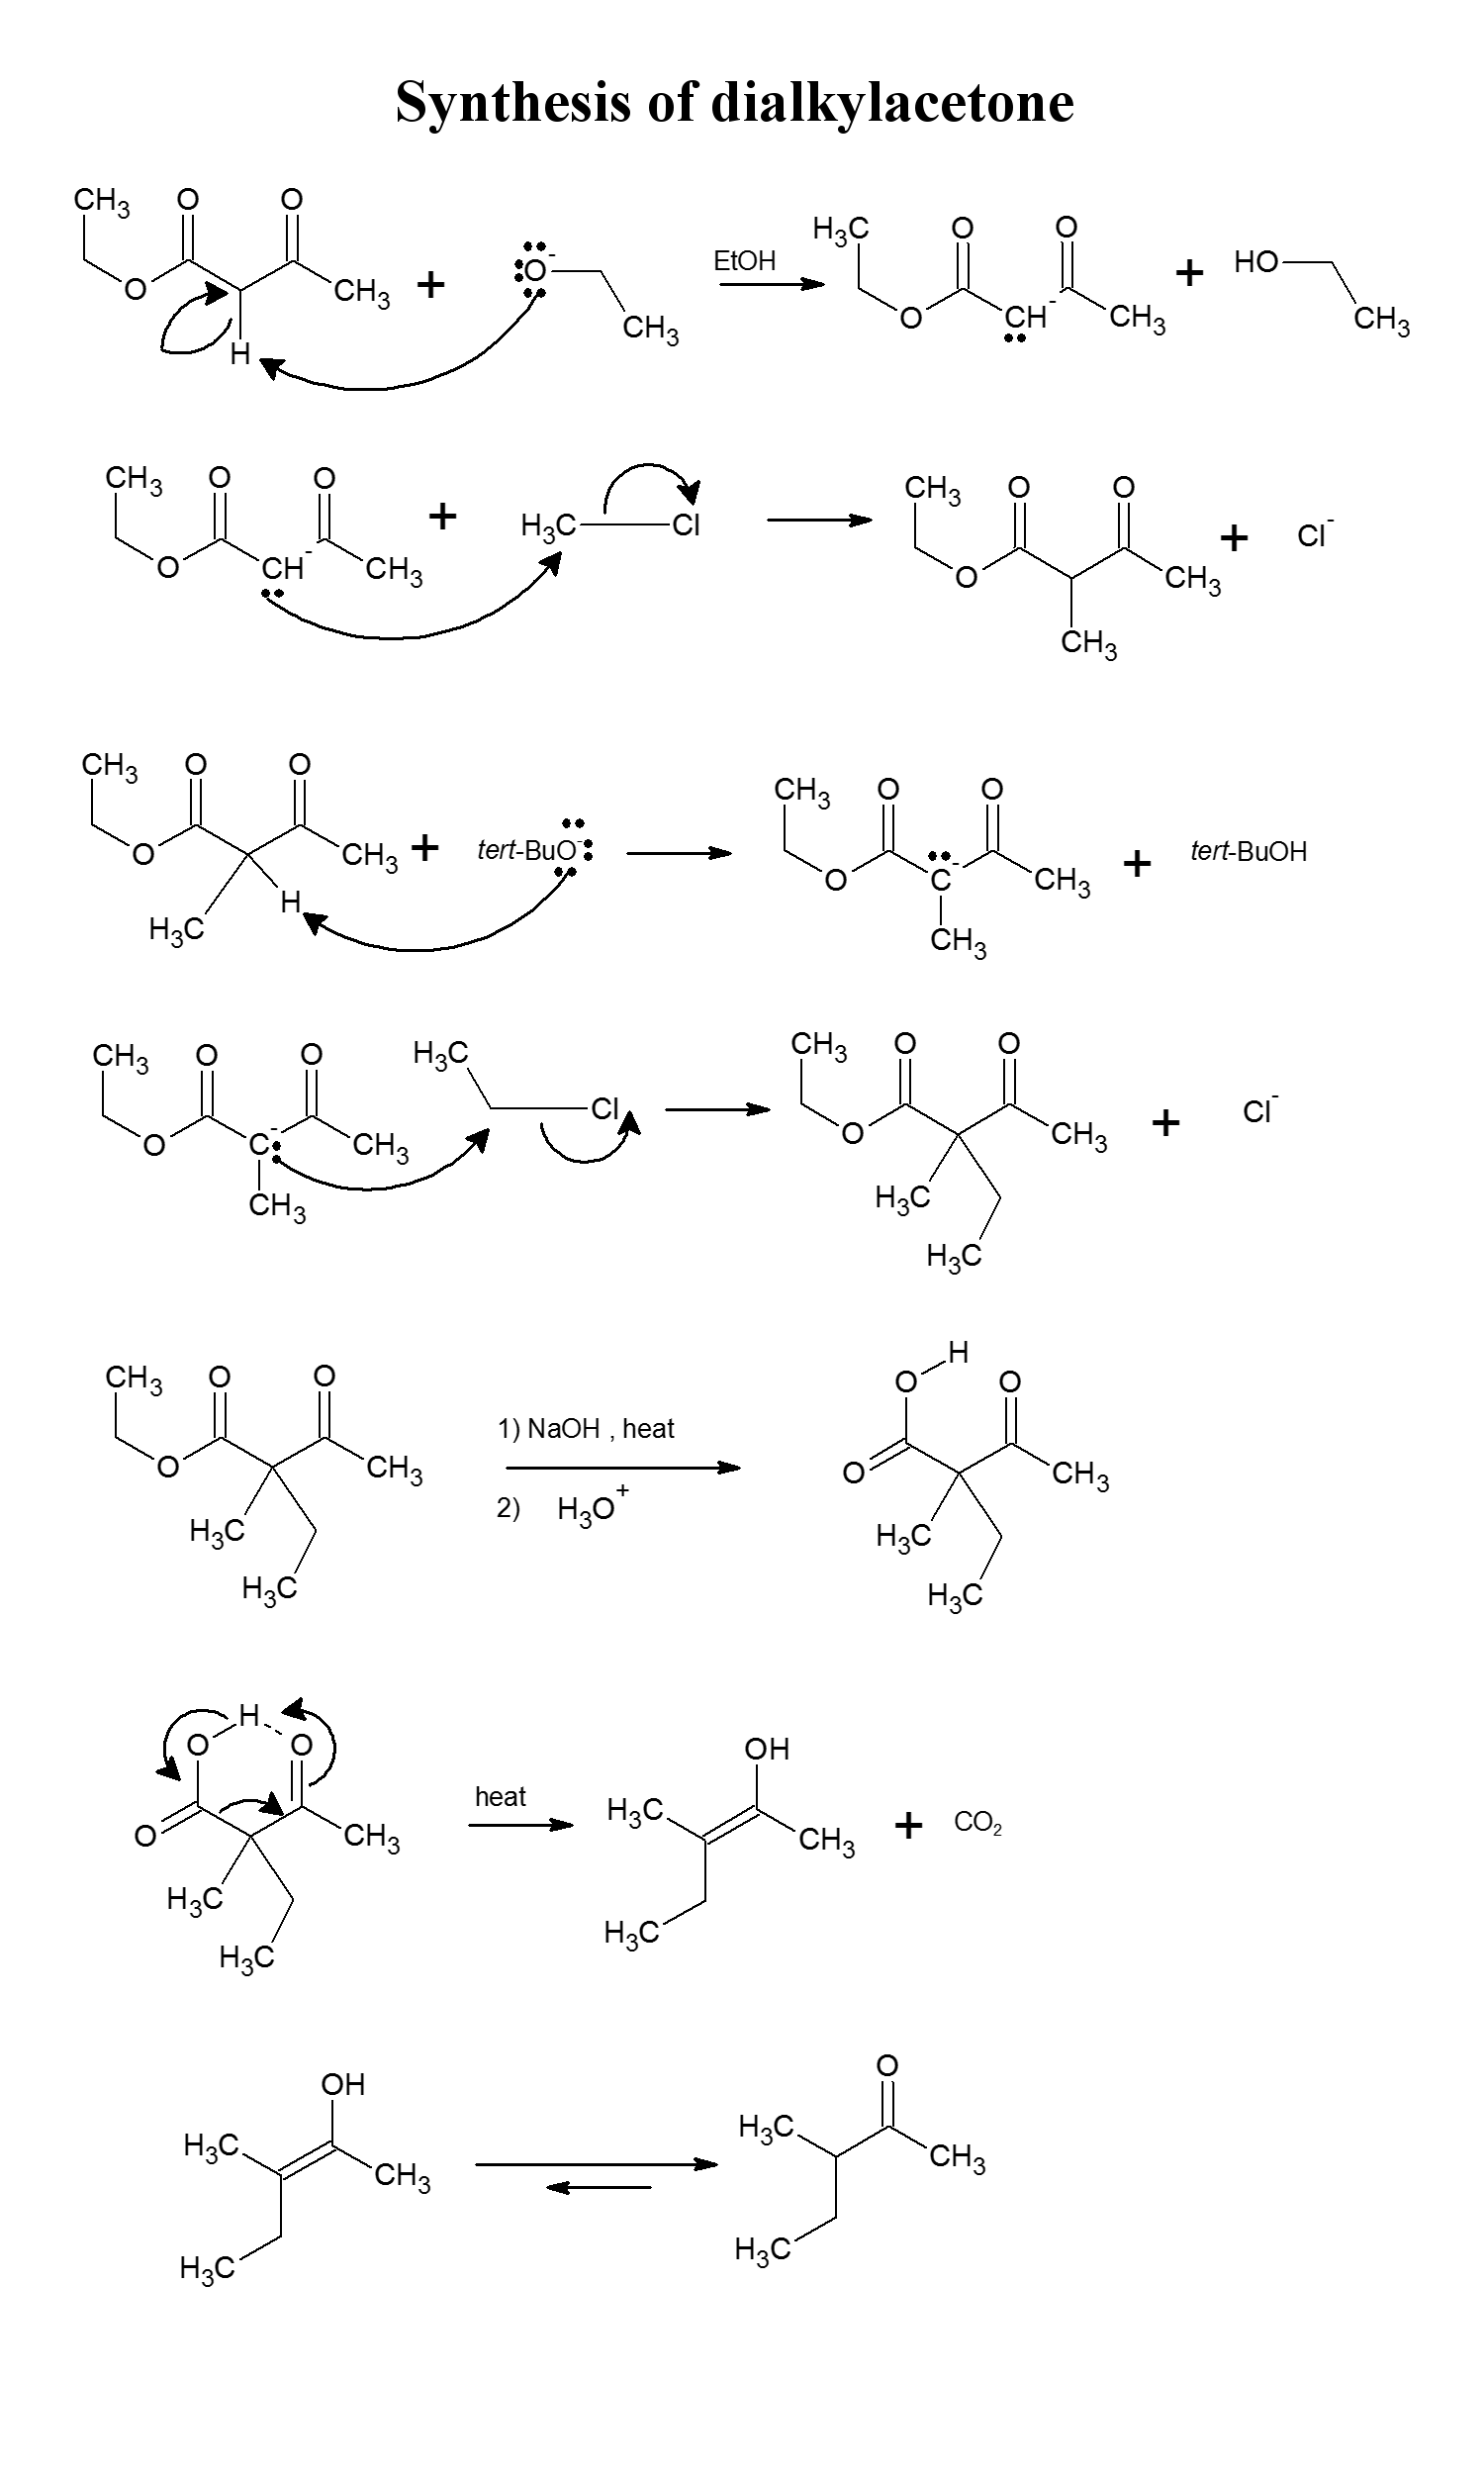 Synthesis of dialkylacetone
CH3 O O O- EtOH H3C O O HO
O CH3 + CH3 O CH- CH3 + CH3
H
CH3 O O + H3C Cl CH3 O O + Cl-
O CH- CH3 O CH3
CH3
CH3 O O CH3 O O
O CH3 + tert-BuO- O C- CH3 + tert-BuOH
H3C H CH3
CH3 O O H3C Cl CH3 O O + Cl-
O C- CH3 O CH3
CH3 H3C
H3C
CH3 O O 1) NaOH , heat O H O
O CH3 2) H3O+ O CH3
H3C H3C
H3C H3C
H
O O heat OH
O CH3 H3C CH3 + CO2
H3C H3C
H3C
OH O
H3C CH3 H3C CH3
H3C H3C